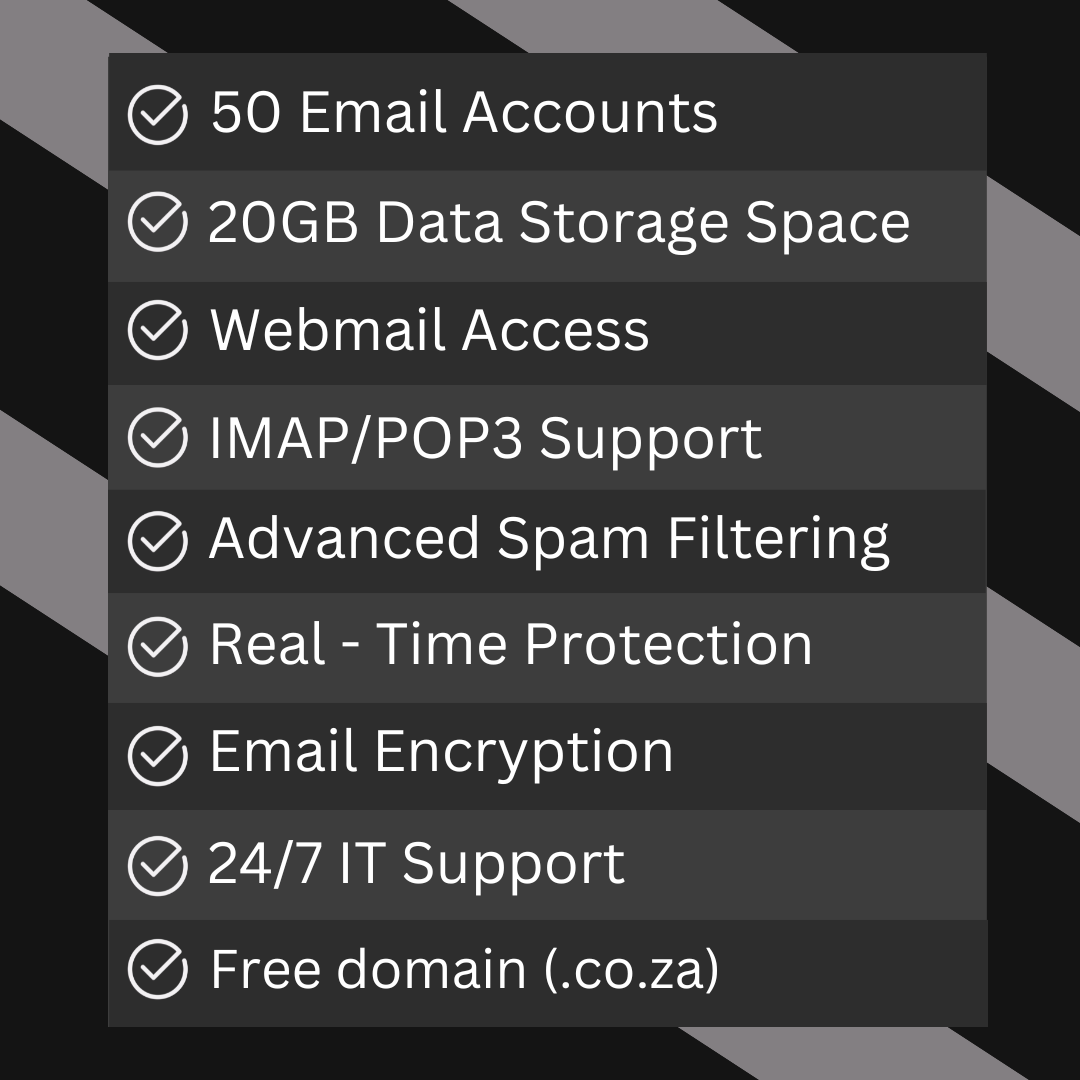 50 Email Accounts
20GB Data Storage Space
Webmail Access
IMAP/POP3 Support
Advanced Spam Filtering
Real - Time Protection
Email Encryption
24/7 IT Support
Free domain (.co.za)